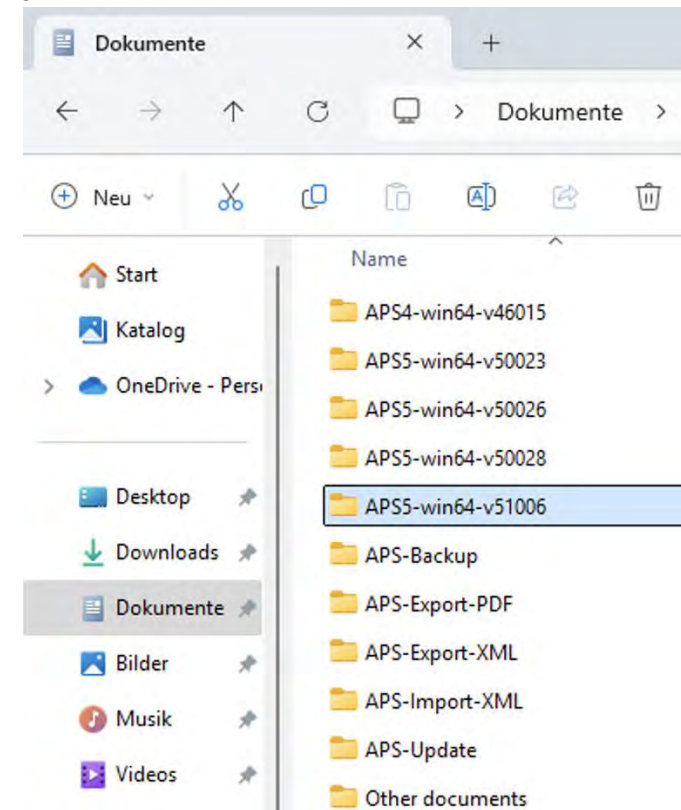 Dokumente
Dokumente
Neu
Name
Start
Katalog
OneDrive - Pers
Desktop
Downloads
Dokumente
Bilder
Musik
Videos
APS4-win64-v46015
APS5-win64-v50023
APS5-win64-v50026
APS5-win64-v50028
APS5-win64-v51006
APS-Backup
APS-Export-PDF
APS-Export-XML
APS-Import-XML
APS-Update
Other documents